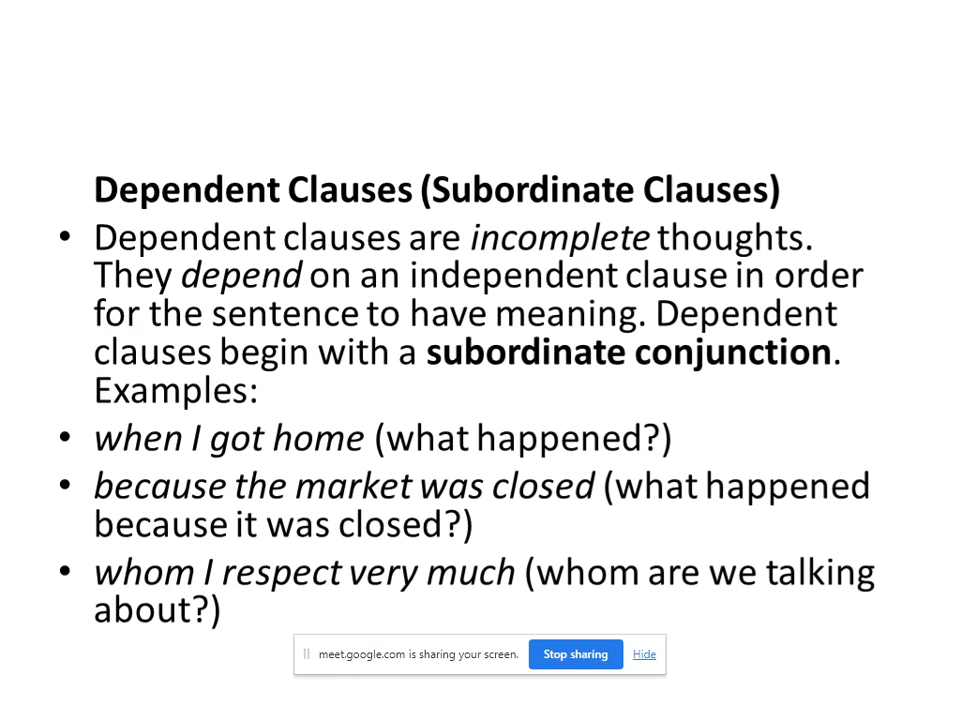 Dependent Clauses (Subordinate Clauses)
• Dependent clauses are incomplete thoughts.
They depend on an independent clause in order
for the sentence to have meaning. Dependent
clauses begin with a subordinate conjunction.
Examples:
• when I got home (what happened?)
• because the market was closed (what happened
because it was closed?)
• whom I respect very much (whom are we talking
about?)
meet.google.com is sharing your screen. Stop sharing Hide